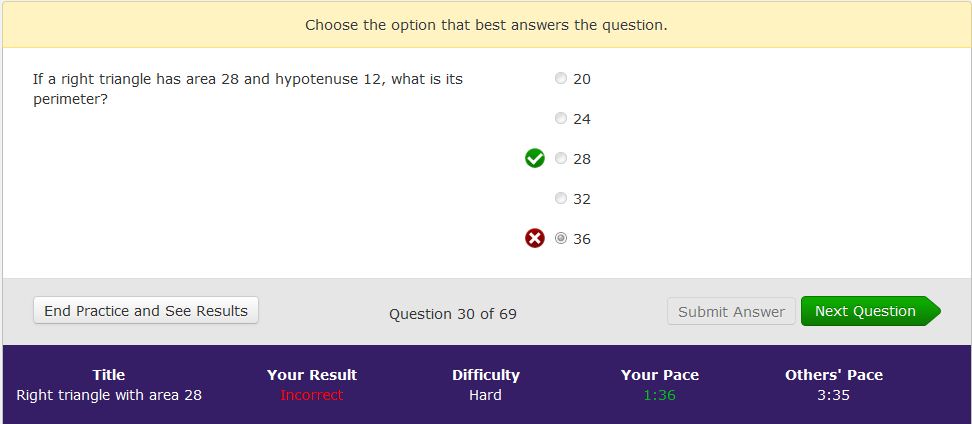 Choose the option that best answers the question.
If a right triangle has area 28 and hypotenuse 12, what is its
perimeter?
20
24
28
32
36
End Practice and See Results
Question 30 of 69
Submit Answer
Next Question
Title Your Result Difficulty Your Pace Others' Pace
Right triangle with area 28 Incorrect Hard 1:36 3:35